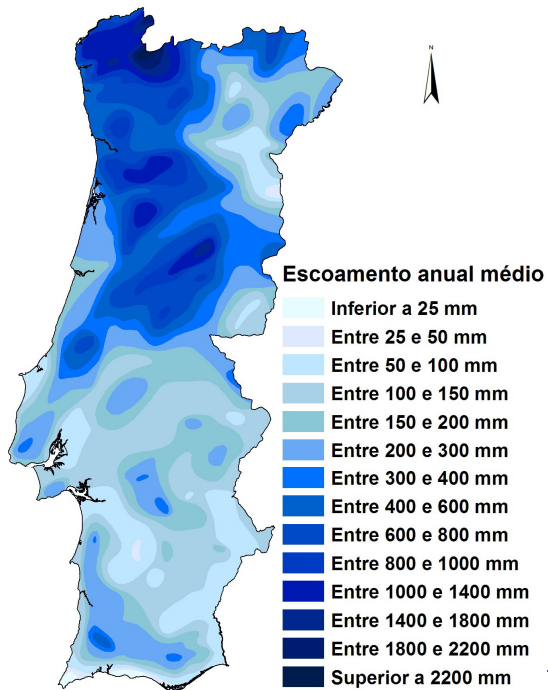 N
Escoamento anual médio
Inferior a 25 mm
Entre 25 e 50 mm
Entre 50 e 100 mm
Entre 100 e 150 mm
Entre 150 e 200 mm
Entre 200 e 300 mm
Entre 300 e 400 mm
Entre 400 e 600 mm
Entre 600 e 800 mm
Entre 800 e 1000 mm
Entre 1000 e 1400 mm
Entre 1400 e 1800 mm
Entre 1800 e 2200 mm
Superior a 2200 mm